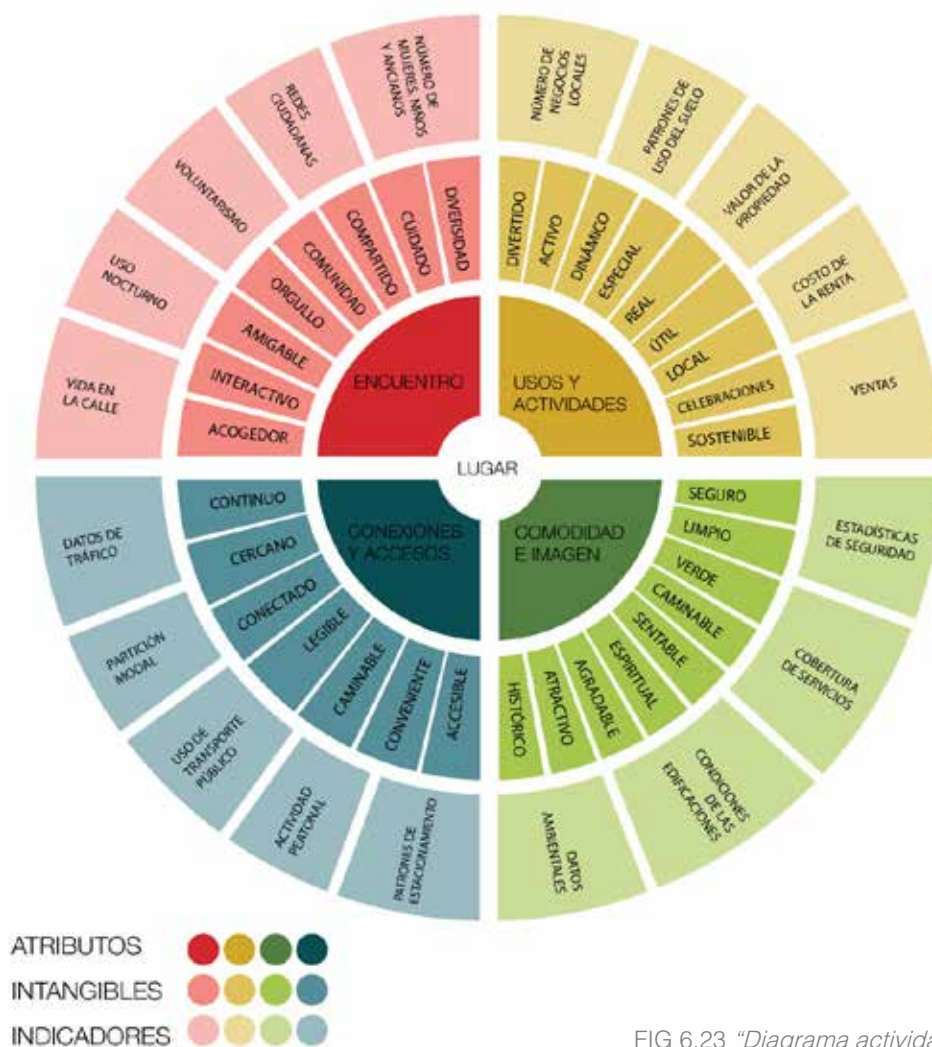 NÚMERO DE
MUJERES, NIÑOS
Y ANCIANOS
REDES
CIUDADANAS
VOLUNTARISMO
USO
NOCTURNO
VIDA EN
LA CALLE
DIVERSIDAD
CUIDADO
COMPARTIDO
COMUNIDAD
ORGULLO
AMIGABLE
INTERACTIVO
ACOGEDOR
ENCUENTRO
NÚMERO DE
NEGOCIOS
LOCALES
PATRONES DE
USO DEL SUELO
VALOR DE LA
PROPIEDAD
COSTO DE
LA RENTA
VENTAS
DIVERTIDO
ACTIVO
DINÁMICO
ESPECIAL
REAL
ÚTIL
LOCAL
CELEBRACIONES
SOSTENIBLE
USOS Y
ACTIVIDADES
LUGAR
CONEXIONES
Y ACCESOS
CONTINUO
CERCANO
CONECTADO
LEGIBLE
CAMINABLE
CONVENIENTE
ACCESIBLE
DATOS DE
TRÁFICO
PARTICIÓN
MODAL
USO DE
TRANSPORTE
PÚBLICO
ACTIVIDAD
PEATONAL
PATRONES DE
ESTACIONAMIENTO
COMODIDAD
E IMAGEN
SEGURO
LIMPIO
VERDE
CAMINABLE
SENTABLE
ESPIRITUAL
AGRADABLE
ATRACTIVO
HISTÓRICO
ESTADÍSTICAS
DE SEGURIDAD
COBERTURA
DE SERVICIOS
CONDICIONES
DE LAS
EDIFICACIONES
DATOS
AMBIENTALES
ATRIBUTOS
INTANGIBLES
INDICADORES
FIG 6.23 "Diagrama activida